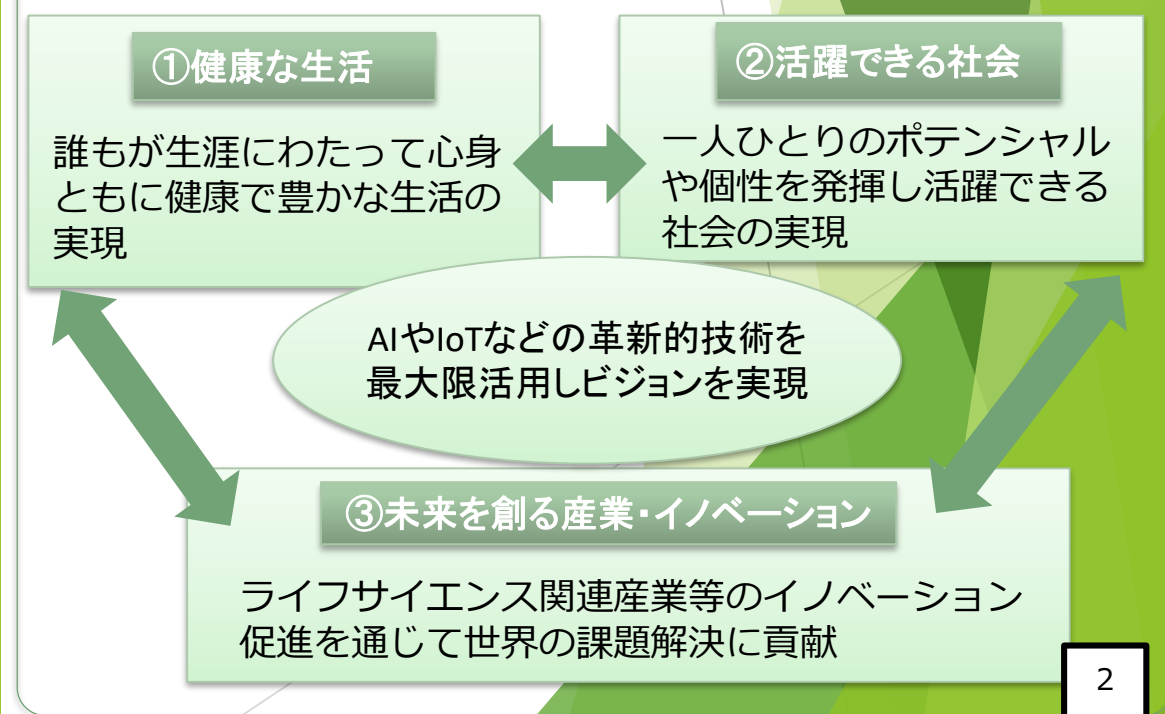 ①健康な生活
誰もが生涯にわたって心身
ともに健康で豊かな生活の
実現
②活躍できる社会
一人ひとりのポテンシャル
や個性を発揮し活躍できる
社会の実現
AIやIoTなどの革新的技術を
最大限活用しビジョンを実現
③未来を創る産業・イノベーション
ライフサイエンス関連産業等のイノベーション
促進を通じて世界の課題解決に貢献
2